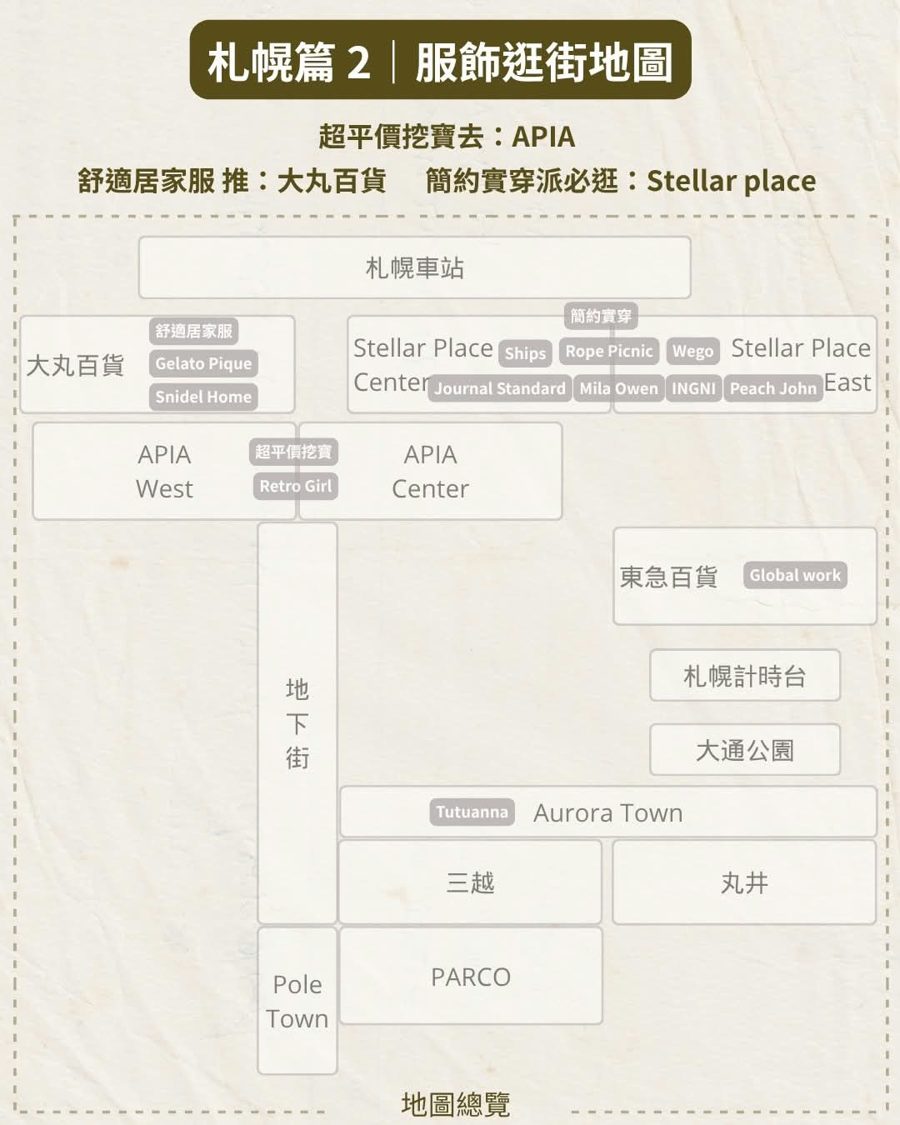 札幌篇 2｜服飾逛街地圖
超平價挖寶去：APIA
舒適居家服 推：大丸百貨 簡約實穿派必逛：Stellar place
札幌車站
大丸百貨
舒適居家服
Gelato Pique
Snidel Home
簡約實穿
Stellar Place
Center
Ships
Rope Picnic
Wego
Stellar Place
East
Journal Standard
Mila Owen
INGNI
Peach John
APIA
West
超平價挖寶
Retro Girl
APIA
Center
東急百貨
Global work
地
下
街
札幌計時台
大通公園
Tutuanna
Aurora Town
三越
丸井
Pole
Town
PARCO
地圖總覽